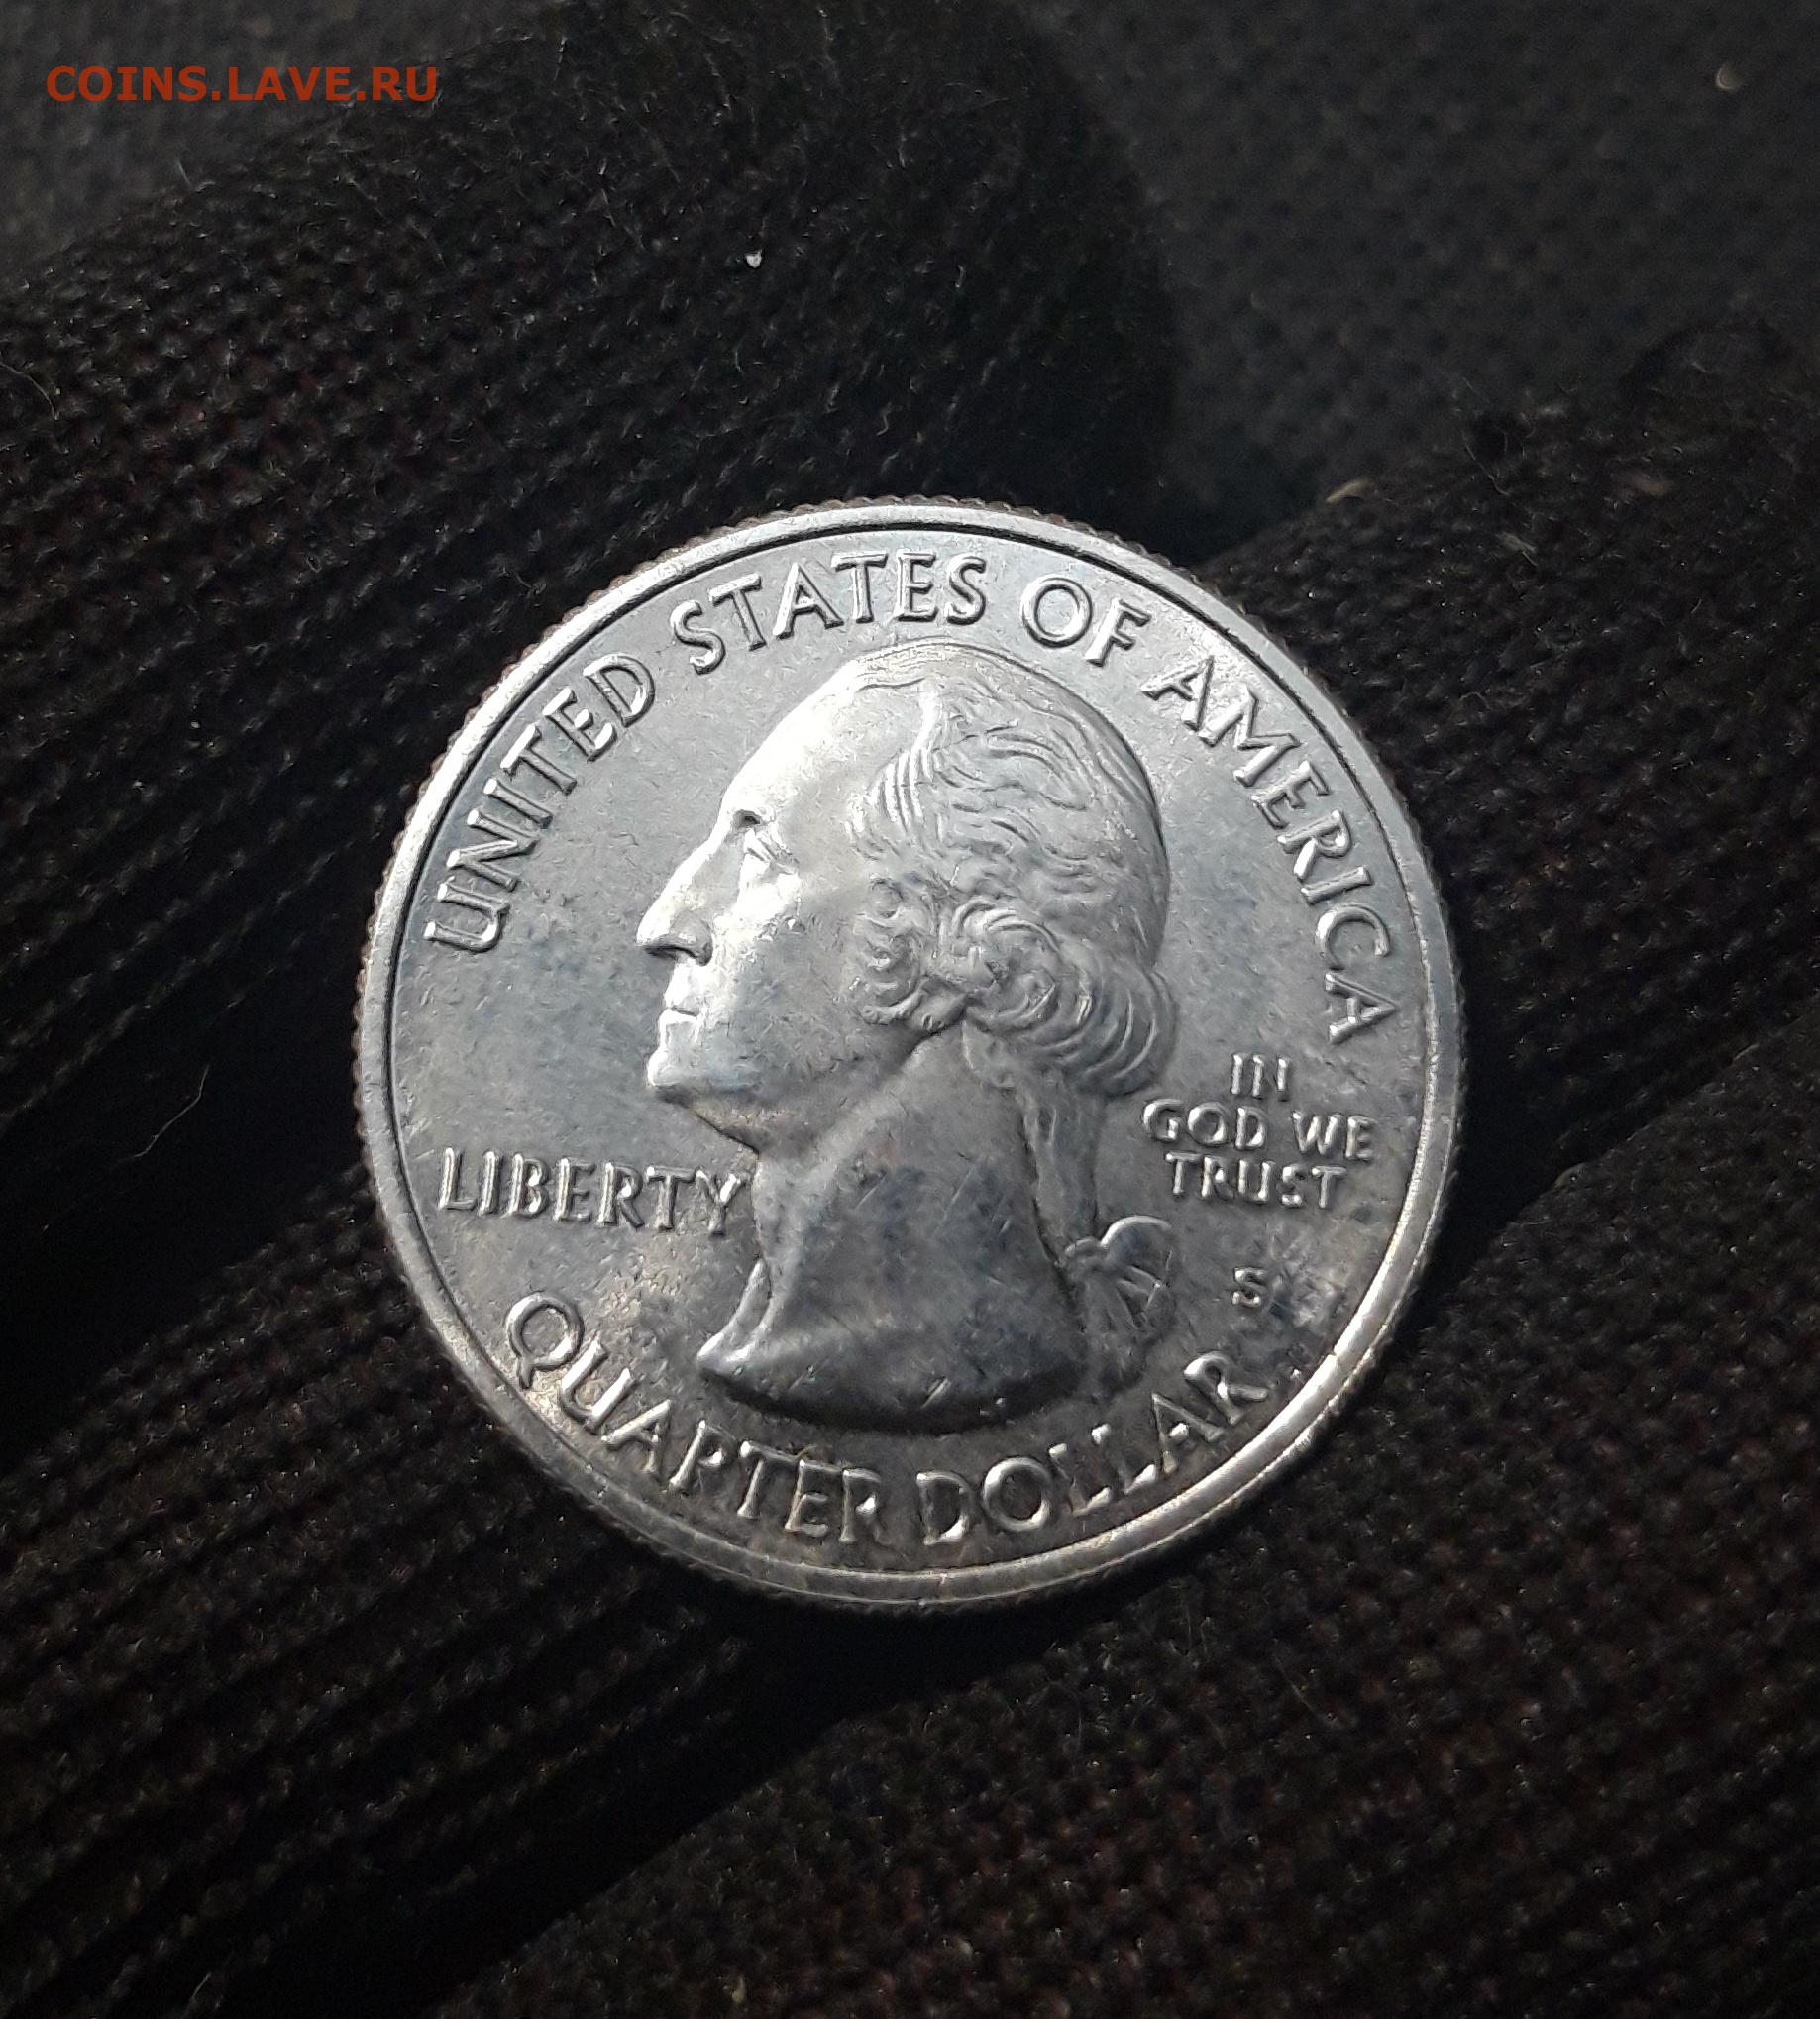 COINS.LAVE.RU
UNITED STATES OF AMERICA
IN
GOD WE
TRUST
LIBERTY
S
QUARTER DOLLAR